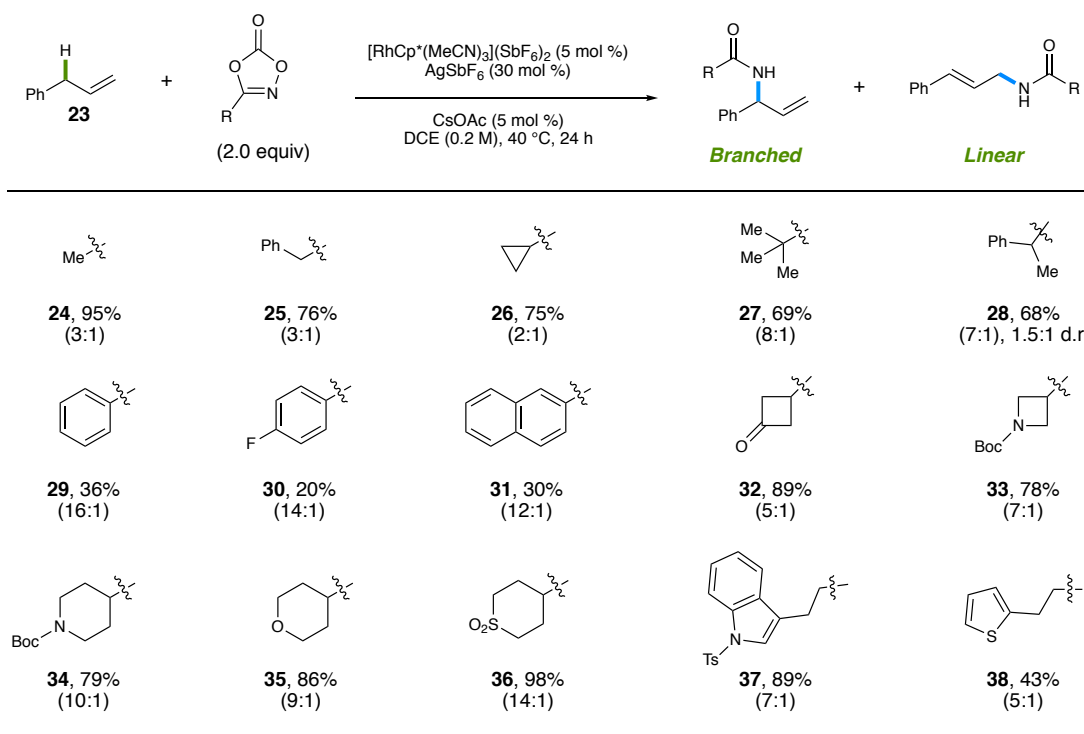 O
H
O
O
N
R
Ph
23
+
(2.0 equiv)
[RhCp*(MeCN)3](SbF6)2 (5 mol %)
AgSbF6 (30 mol %)
CsOAc (5 mol %)
DCE (0.2 M), 40 °C, 24 h
O
R
NH
Ph
Branched
+
Ph
N
H
O
R
Linear
Me
24, 95%
(3:1)
Ph
25, 76%
(3:1)
26, 75%
(2:1)
Me
Me
Me
27, 69%
(8:1)
Ph
Me
28, 68%
(7:1), 1.5:1 d.r
29, 36%
(16:1)
F
30, 20%
(14:1)
31, 30%
(12:1)
O
32, 89%
(5:1)
N
Boc
33, 78%
(7:1)
N
Boc
34, 79%
(10:1)
O
35, 86%
(9:1)
O2S
36, 98%
(14:1)
N
Ts
37, 89%
(7:1)
S
38, 43%
(5:1)